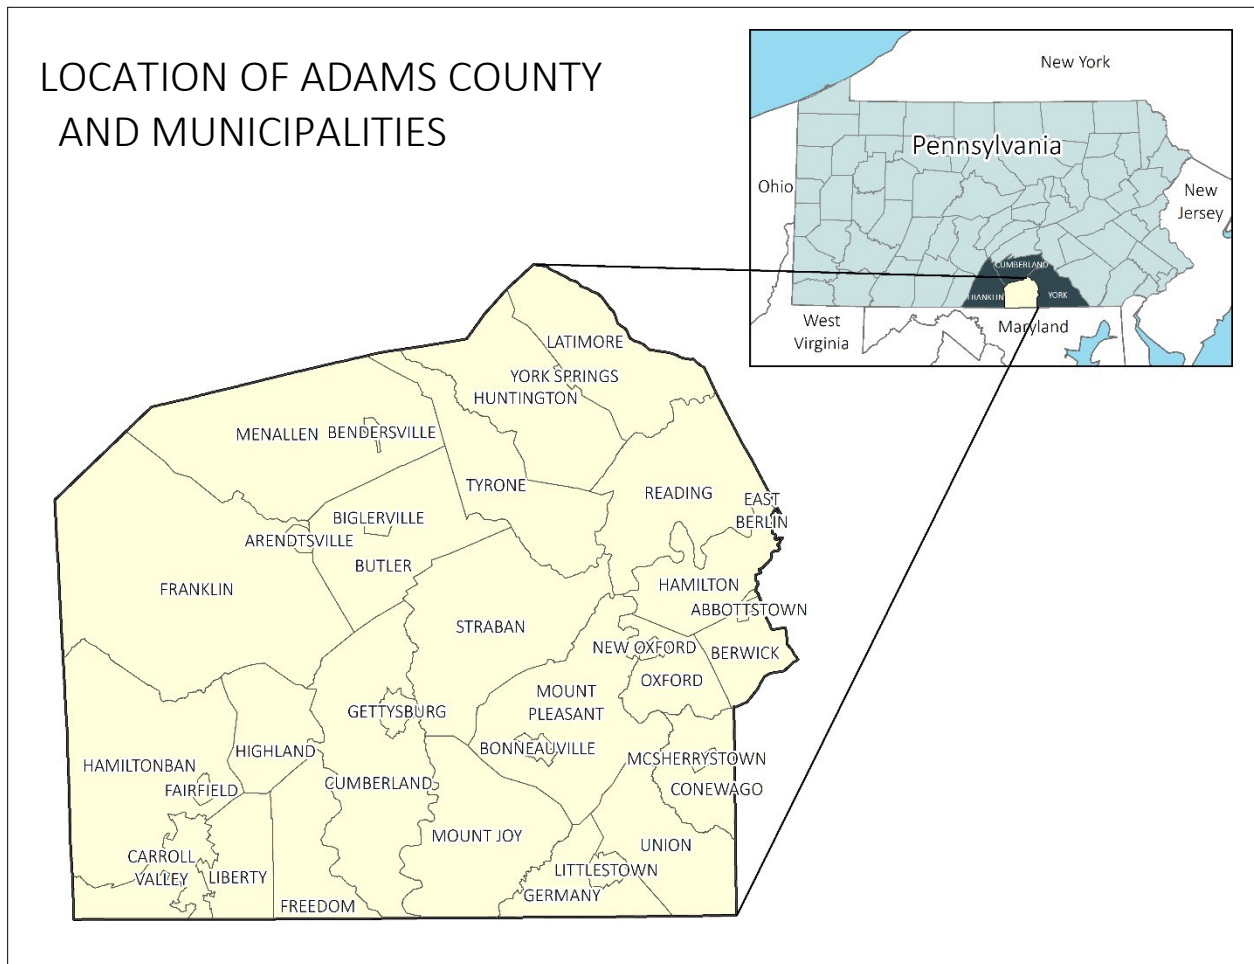 LOCATION OF ADAMS COUNTY
AND MUNICIPALITIES
New York
Pennsylvania
Ohio
New
Jersey
CUMBERLAND
FRANKLIN
YORK
West
Virginia
Maryland
LATIMORE
YORK SPRINGS
HUNTINGTON
MENALLEN
BENDERSVILLE
TYRONE
READING
EAST
BERLIN
BIGLERVILLE
ARENDTSVILLE
BUTLER
FRANKLIN
HAMILTON
ABBOTTSTOWN
STRABAN
NEW OXFORD
BERWICK
OXFORD
MOUNT
PLEASANT
GETTYSBURG
BONNEAUVILLE
HIGHLAND
MCSHERRYSTOWN
HAMILTONBAN
FAIRFIELD
CUMBERLAND
CONEWAGO
MOUNT JOY
UNION
CARROLL
VALLEY
LIBERTY
LITTLESTOWN
GERMANY
FREEDOM